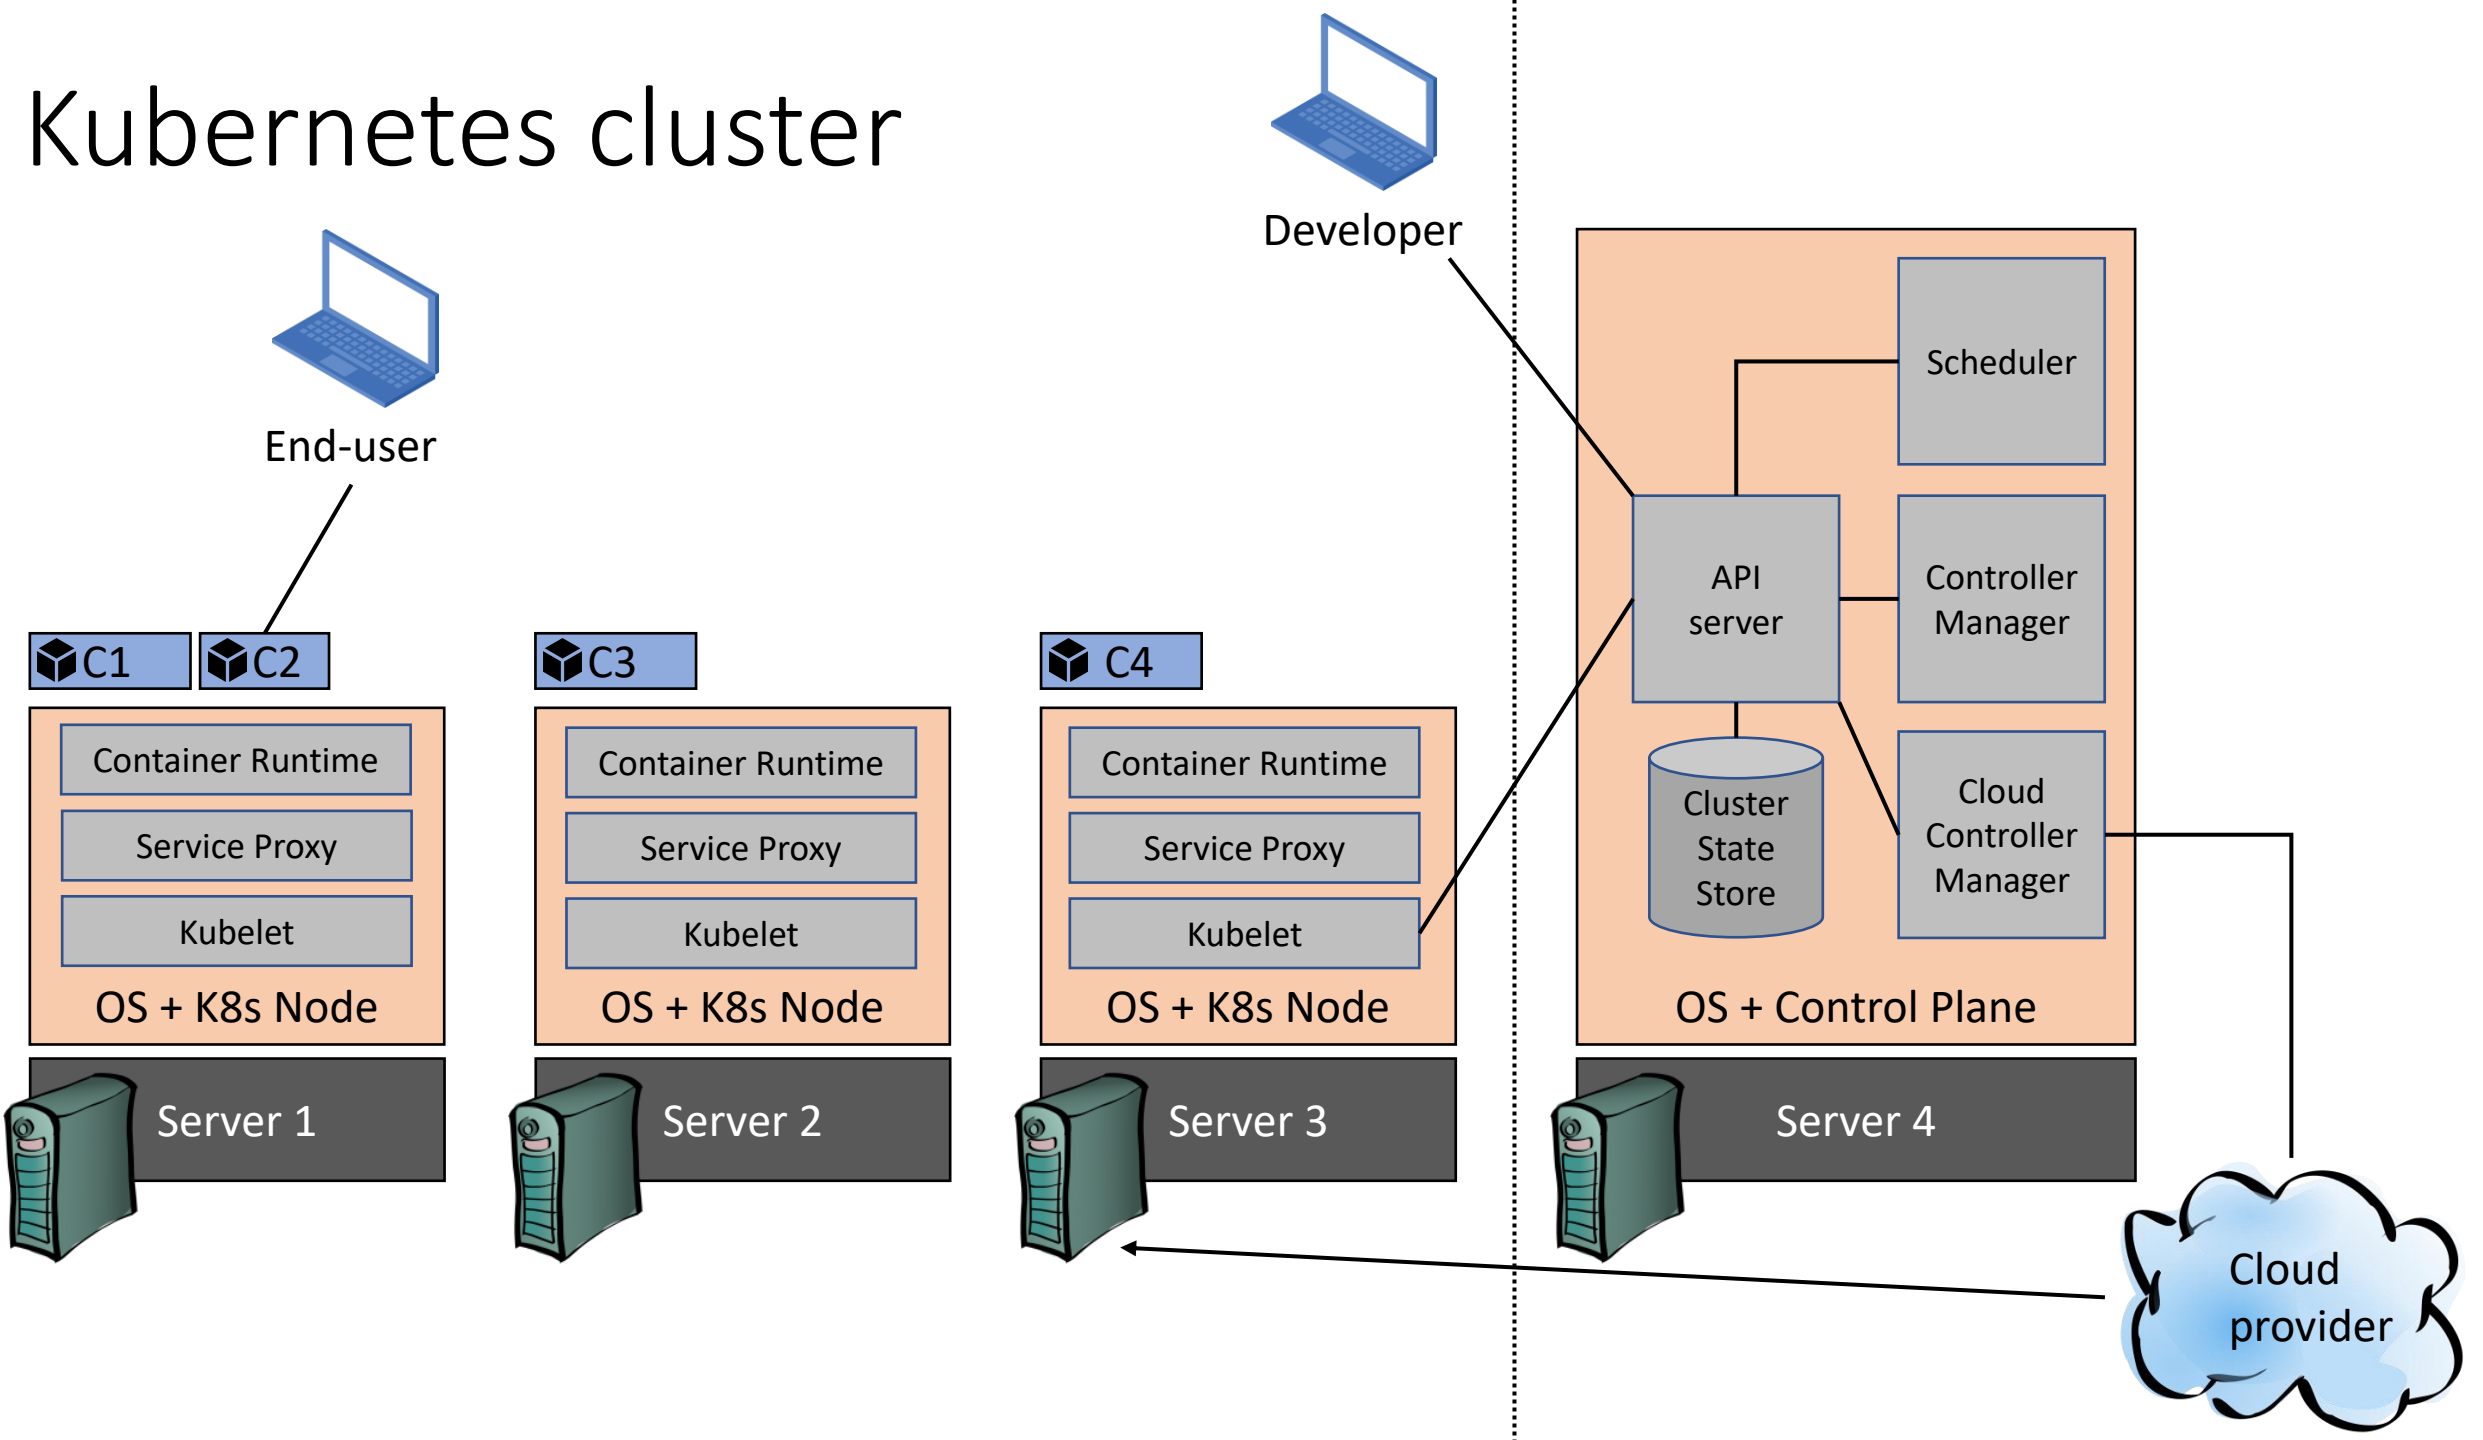 Kubernetes cluster
Developer
End-user
Scheduler
API
server
Controller
Manager
C1
C2
C3
C4
Container Runtime
Service Proxy
Kubelet
OS + K8s Node
Container Runtime
Service Proxy
Kubelet
OS + K8s Node
Container Runtime
Service Proxy
Kubelet
OS + K8s Node
Cluster
State
Store
Cloud
Controller
Manager
OS + Control Plane
Server 1
Server 2
Server 3
Server 4
Cloud
provider